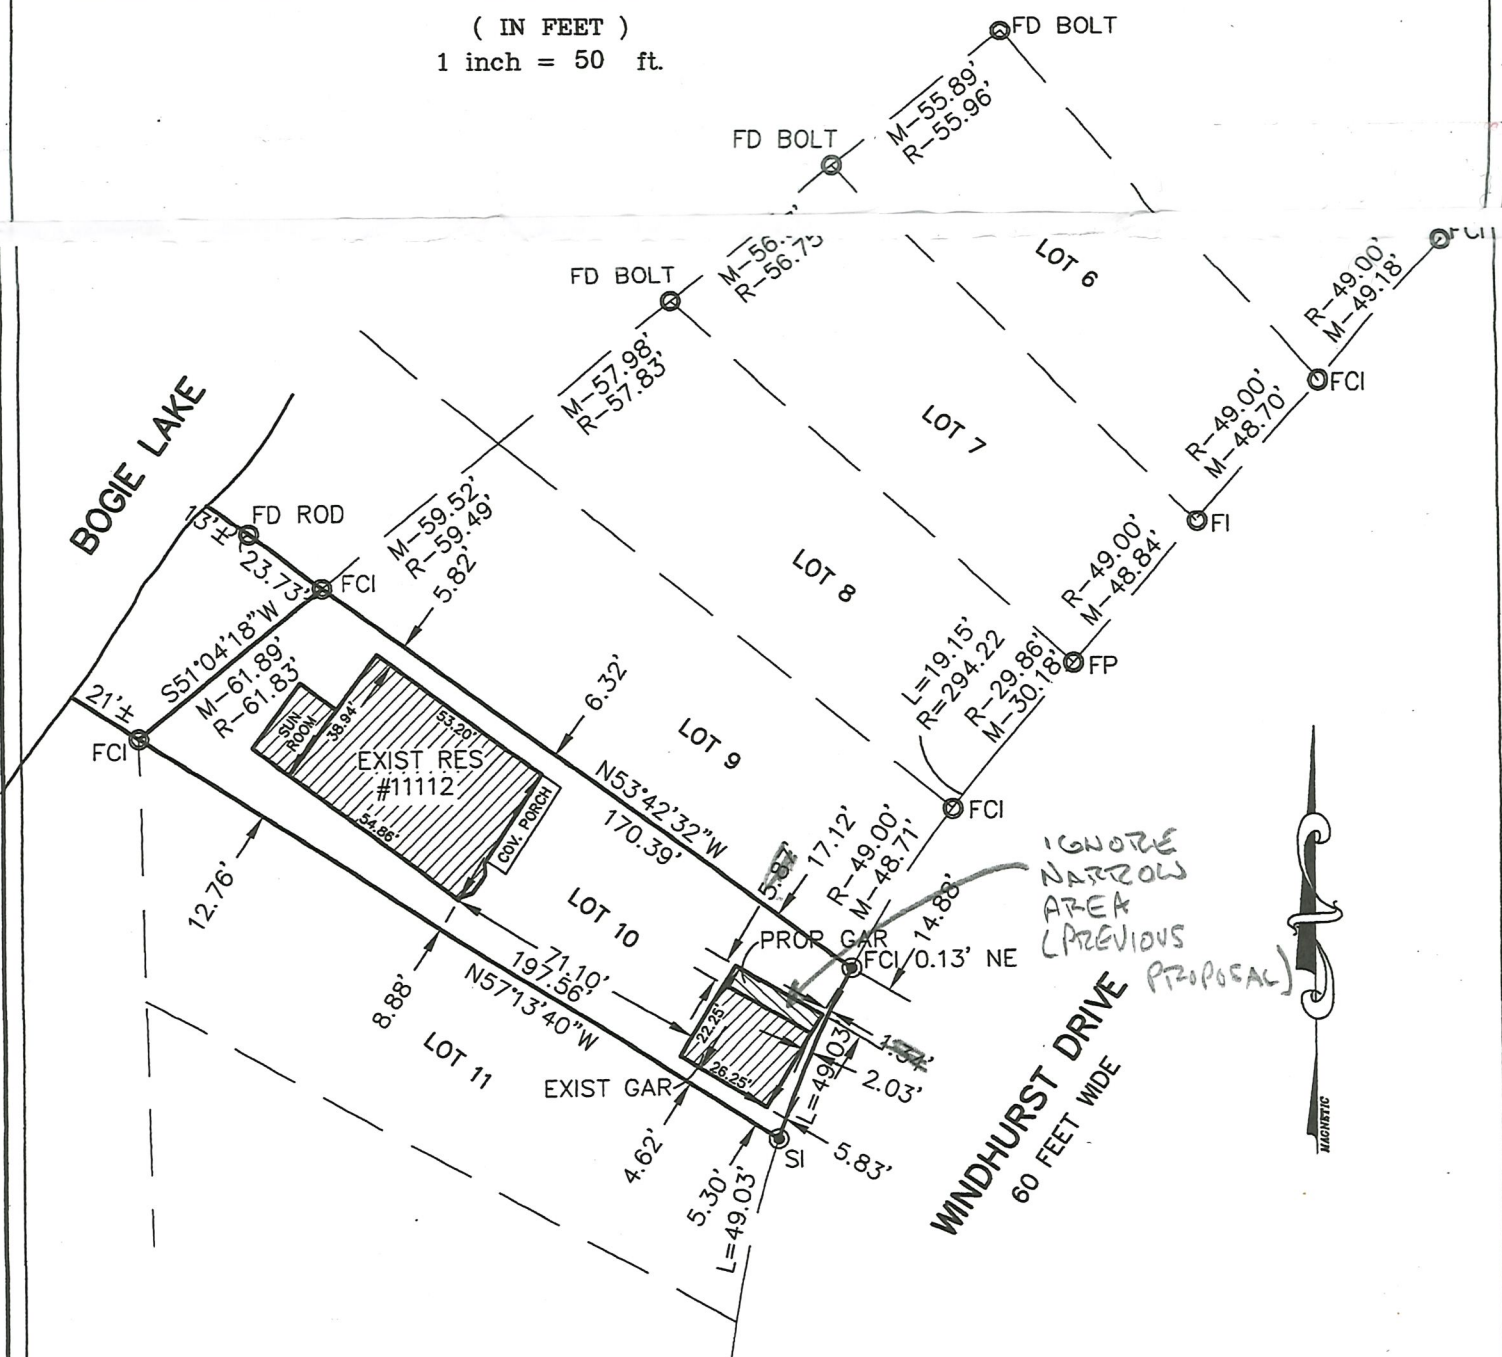 ( IN FEET )
1 inch = 50 ft.
FD BOLT
M-55.89'
R-55.96'
FD BOLT
R-56.75'
FD BOLT
LOT 6
R-49.00'
M-49.18'
M-57.98'
R-57.83'
FCI
BOGIE LAKE
LOT 7
R-49.00'
M-48.70'
FI
13'±
FD ROD
23.73'
FCI
M-59.52'
R-59.49'
5.82'
LOT 8
R-49.00'
M-48.84'
FP
S51°04'18"W
M-61.89'
R-61.83'
21'±
FCI
SUN
ROOM
38.94'
53.20'
EXIST RES
#11112
54.86'
COV. PORCH
6.32'
LOT 9
L=19.15'
R=294.22
R-29.86'
M-30.18'
FCI
N53°42'32"W
170.39'
12.76'
LOT 10
5.87'
17.12'
R-49.00'
M-48.71'
14.88'
IGNORE
NARROW
AREA
(PREVIOUS
PROPOSAL)
PROP GAR
FCI/0.13' NE
8.88'
71.10'
197.56'
N57°13'40"W
LOT 11
22.25'
26.25'
EXIST GAR
1.54'
2.03'
L=49.03'
4.62'
5.30'
L=49.03'
SI
5.83'
WINDHURST DRIVE
60 FEET WIDE
MAGNETIC